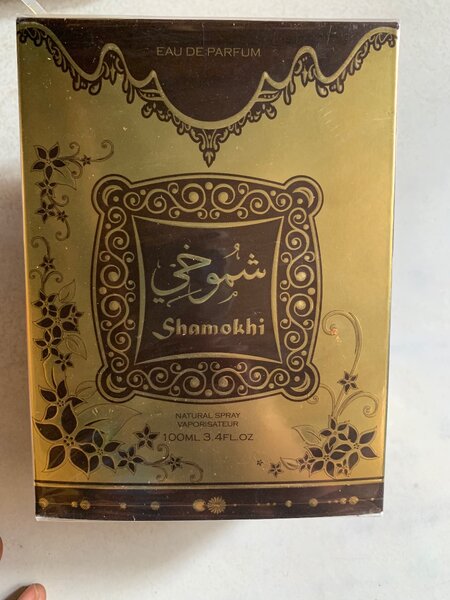 EAU DE PARFUM
شموخي
Shamokhi
NATURAL SPRAY
VAPORISATEUR
100ML 3.4FL.OZ